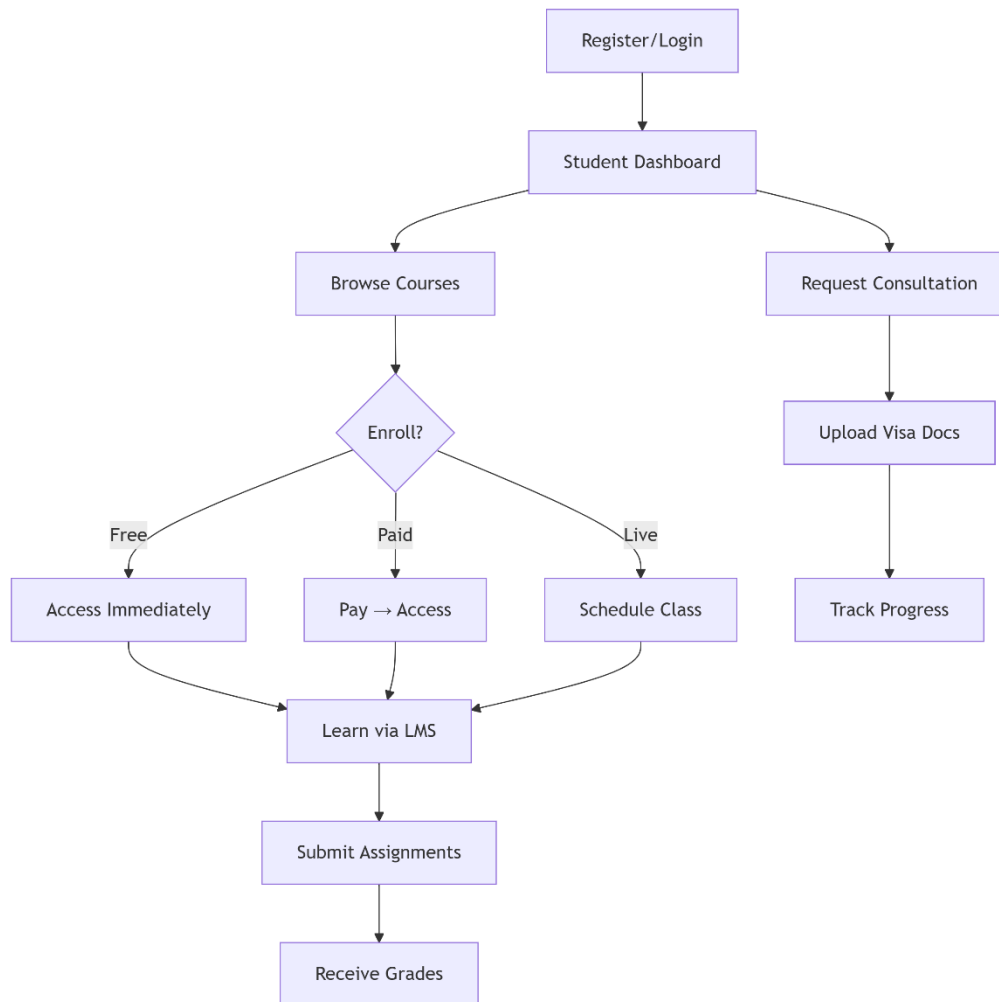 Register/Login
Student Dashboard
Browse Courses
Request Consultation
Enroll?
Upload Visa Docs
Free
Paid
Live
Access Immediately
Pay → Access
Schedule Class
Track Progress
Learn via LMS
Submit Assignments
Receive Grades